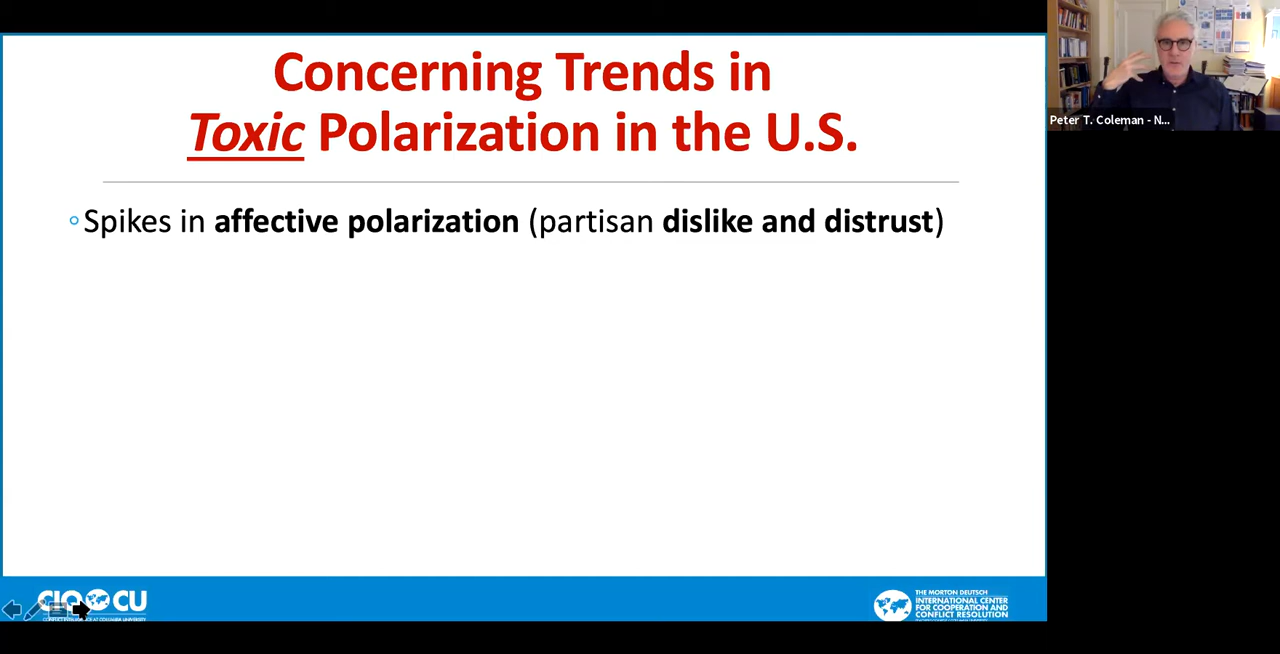 Concerning Trends in
Toxic Polarization in the U.S.
Spikes in affective polarization (partisan dislike and distrust)
Peter T. Coleman - N...
CU
THE MORTON DEUTSCH
INTERNATIONAL CENTER
FOR COOPERATION AND
CONFLICT RESOLUTION